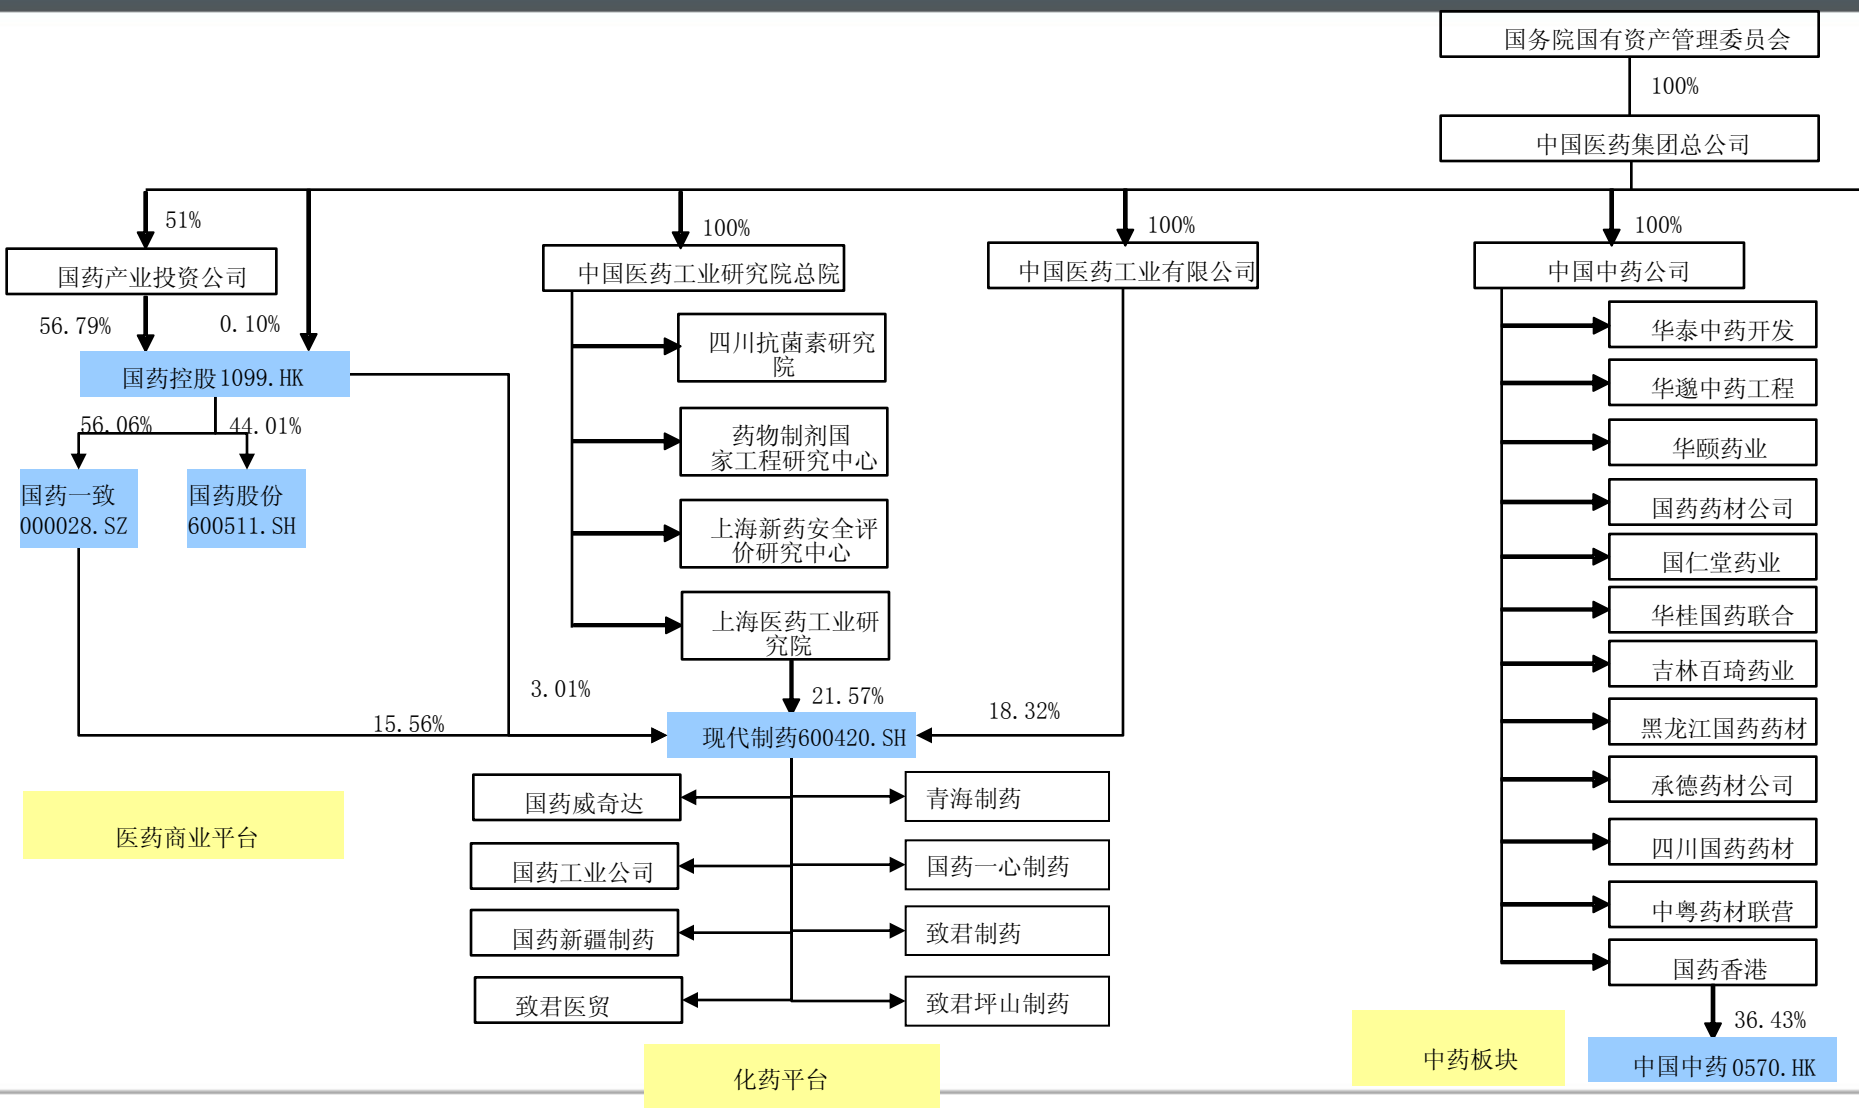 国务院国有资产管理委员会
100%
中国医药集团总公司
51%
100%
100%
100%
国药产业投资公司
中国医药工业研究院总院
中国医药工业有限公司
中国中药公司
56.79%
0.10%
国药控股1099.HK
56.06%
44.01%
国药一致
000028.SZ
国药股份
600511.SH
四川抗菌素研究
院
药物制剂国
家工程研究中心
上海新药安全评
价研究中心
上海医药工业研
究院
3.01%
21.57%
15.56%
18.32%
现代制药600420.SH
国药威奇达
青海制药
国药工业公司
国药一心制药
国药新疆制药
致君制药
致君医贸
致君坪山制药
医药商业平台
化药平台
华泰中药开发
华邈中药工程
华颐药业
国药药材公司
国仁堂药业
华桂国药联合
吉林百琦药业
黑龙江国药药材
承德药材公司
四川国药药材
中粤药材联营
国药香港
36.43%
中药板块
中国中药0570.HK